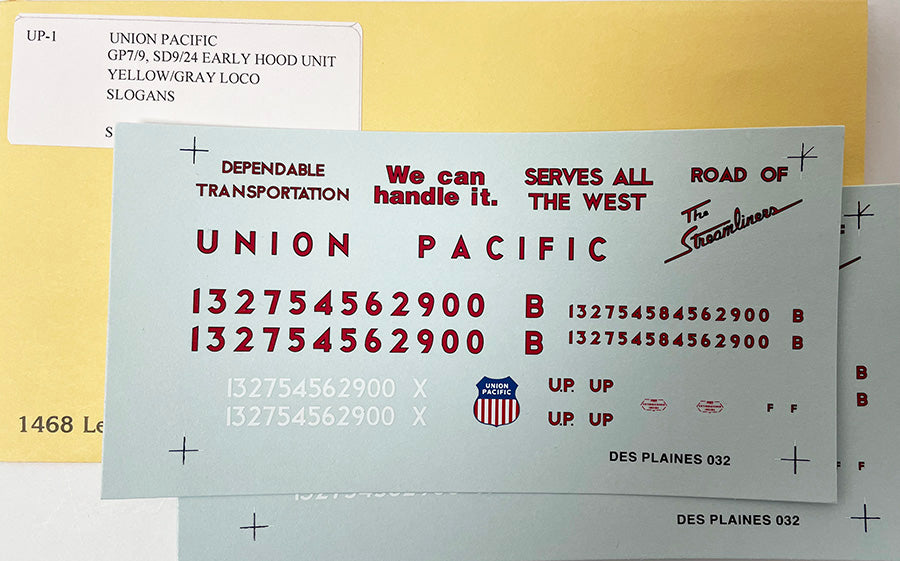 UP-1
UNION PACIFIC
GP7/9, SD9/24 EARLY HOOD UNIT
YELLOW/GRAY LOCO
SLOGANS
S
DEPENDABLE
TRANSPORTATION
We can
handle it.
SERVES ALL
THE WEST
ROAD OF
The
Streamliners
UNION PACIFIC
132754562900 B
132754562900 B
132754584562900 B
132754584562900 B
132754562900 X
132754562900 X
UNION
PACIFIC
U.P. UP
U.P. UP
F F
DES PLAINES 032
1468 Le
B
B
F
DES PLAINES 032